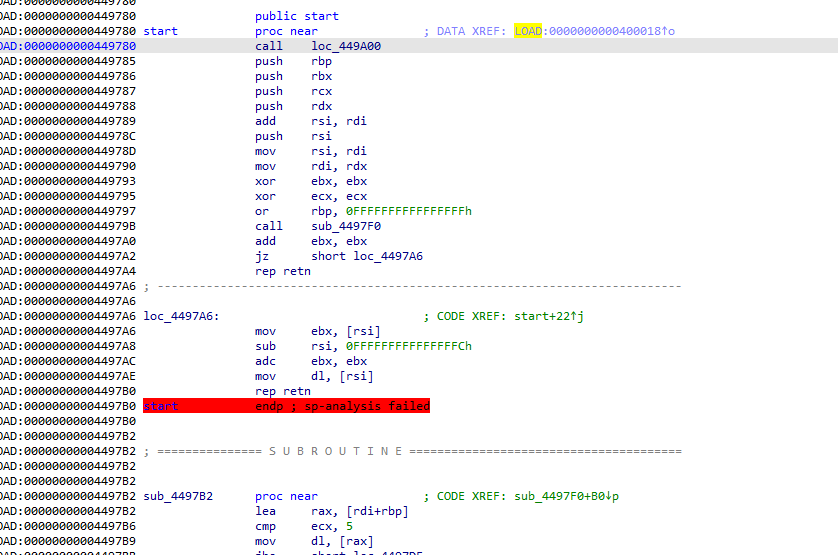 OAD:0000000000449780
OAD:0000000000449780 public start
OAD:0000000000449780 start proc near ; DATA XREF: LOAD:0000000000400018↑o
OAD:0000000000449780 call loc_449A00
OAD:0000000000449785 push rbp
OAD:0000000000449786 push rbx
OAD:0000000000449787 push rcx
OAD:0000000000449788 push rdx
OAD:0000000000449789 add rsi, rdi
OAD:000000000044978C push rsi
OAD:000000000044978D mov rsi, rdi
OAD:0000000000449790 mov rdi, rdx
OAD:0000000000449793 xor ebx, ebx
OAD:0000000000449795 xor ecx, ecx
OAD:0000000000449797 or rbp, 0FFFFFFFFFFFFFFFFh
OAD:000000000044979B call sub_4497F0
OAD:00000000004497A0 add ebx, ebx
OAD:00000000004497A2 jz short loc_4497A6
OAD:00000000004497A4 rep retn
OAD:00000000004497A6 ; ---------------------------------------------------------------------------
OAD:00000000004497A6
OAD:00000000004497A6 loc_4497A6: ; CODE XREF: start+22↑j
OAD:00000000004497A6 mov ebx, [rsi]
OAD:00000000004497A8 sub rsi, 0FFFFFFFFFFFFFFFCh
OAD:00000000004497AC adc ebx, ebx
OAD:00000000004497AE mov dl, [rsi]
OAD:00000000004497B0 rep retn
OAD:00000000004497B0 start endp ; sp-analysis failed
OAD:00000000004497B0
OAD:00000000004497B2
OAD:00000000004497B2 ; =============== S U B R O U T I N E =======================================
OAD:00000000004497B2
OAD:00000000004497B2
OAD:00000000004497B2 sub_4497B2 proc near ; CODE XREF: sub_4497F0+B0↓p
OAD:00000000004497B2 lea rax, [rdi+rbp]
OAD:00000000004497B6 cmp ecx, 5
OAD:00000000004497B9 mov dl, [rax]